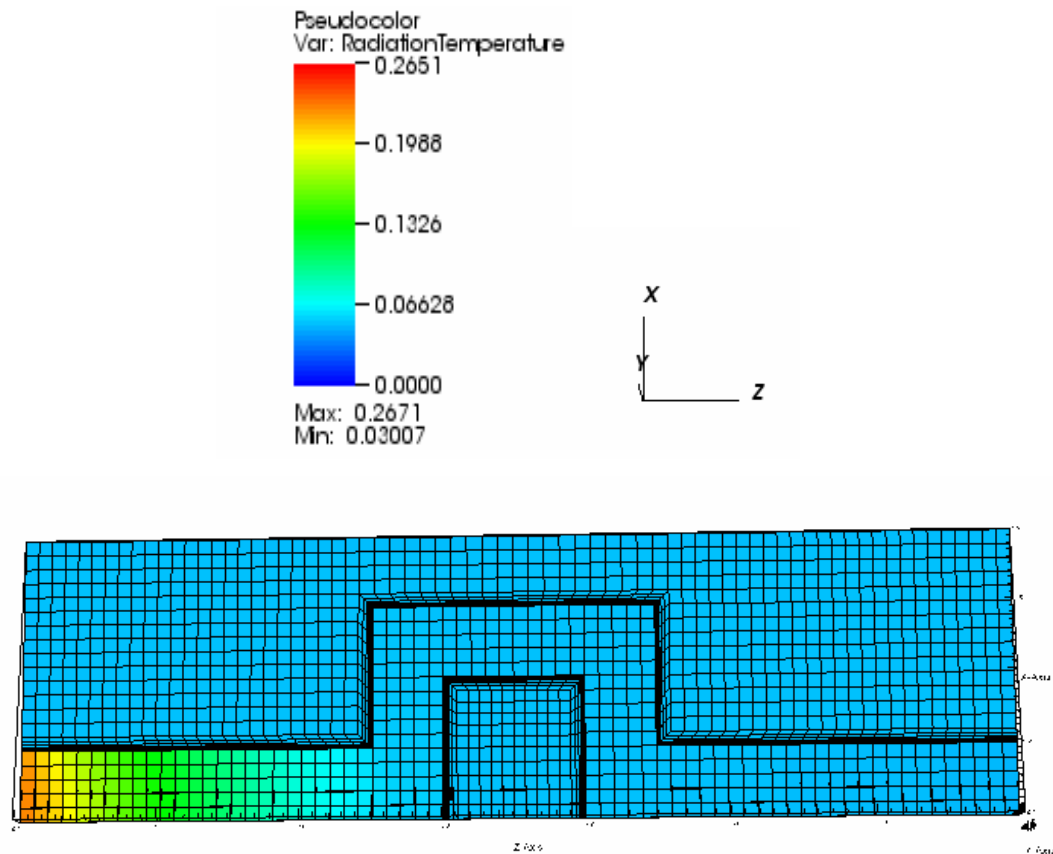 Pseudocolor
Var: RadiationTemperature
0.2651
0.1988
0.1326
0.06628
0.0000
Max: 0.2671
Min: 0.03007
X
Y
Z
Z Axis